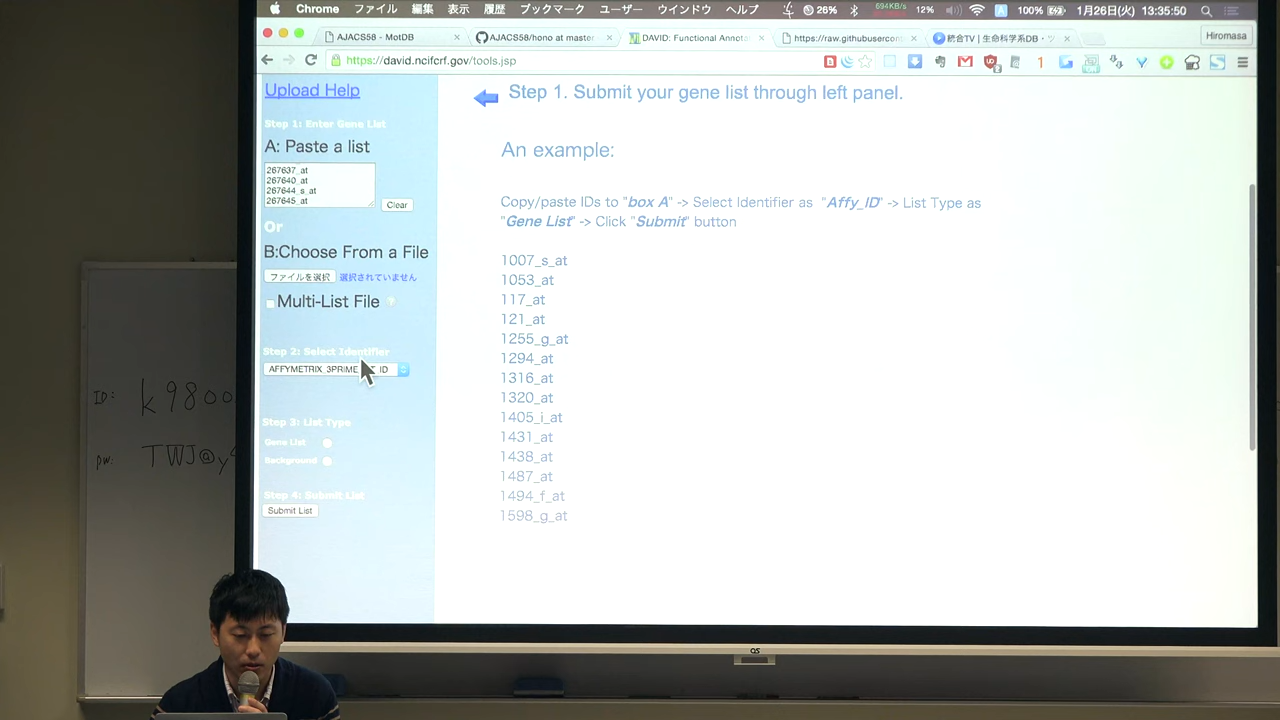 Chrome ファイル 編集 表示 履歴 ブックマーク ユーザー ウインドウ ヘルプ 26% 694KB/s 12% 100% 1月26日(火) 13:35:50
AJACS58 - MotDB
AJACS58/hono at master
DAVID: Functional Annot
https://raw.githubusercon
統合TV | 生命科学系DB・ツ
Hiromasa
https://david.ncifcrf.gov/tools.jsp
Upload Help
Step 1: Enter Gene List
A: Paste a list
267637_at
267640_at
267644_s_at
267645_at
Clear
Or
B:Choose From a File
ファイルを選択 選択されていません
Multi-List File
Step 2: Select Identifier
AFFYMETRIX_3PRIME ID
Step 3: List Type
Gene List
Background
Step 4: Submit List
Submit List
Step 1. Submit your gene list through left panel.
An example:
Copy/paste IDs to "box A" -> Select Identifier as "Affy_ID" -> List Type as
"Gene List" -> Click "Submit" button
1007_s_at
1053_at
117_at
121_at
1255_g_at
1294_at
1316_at
1320_at
1405_i_at
1431_at
1438_at
1487_at
1494_f_at
1598_g_at
ID: k9800
pw: TWJ@y
QS